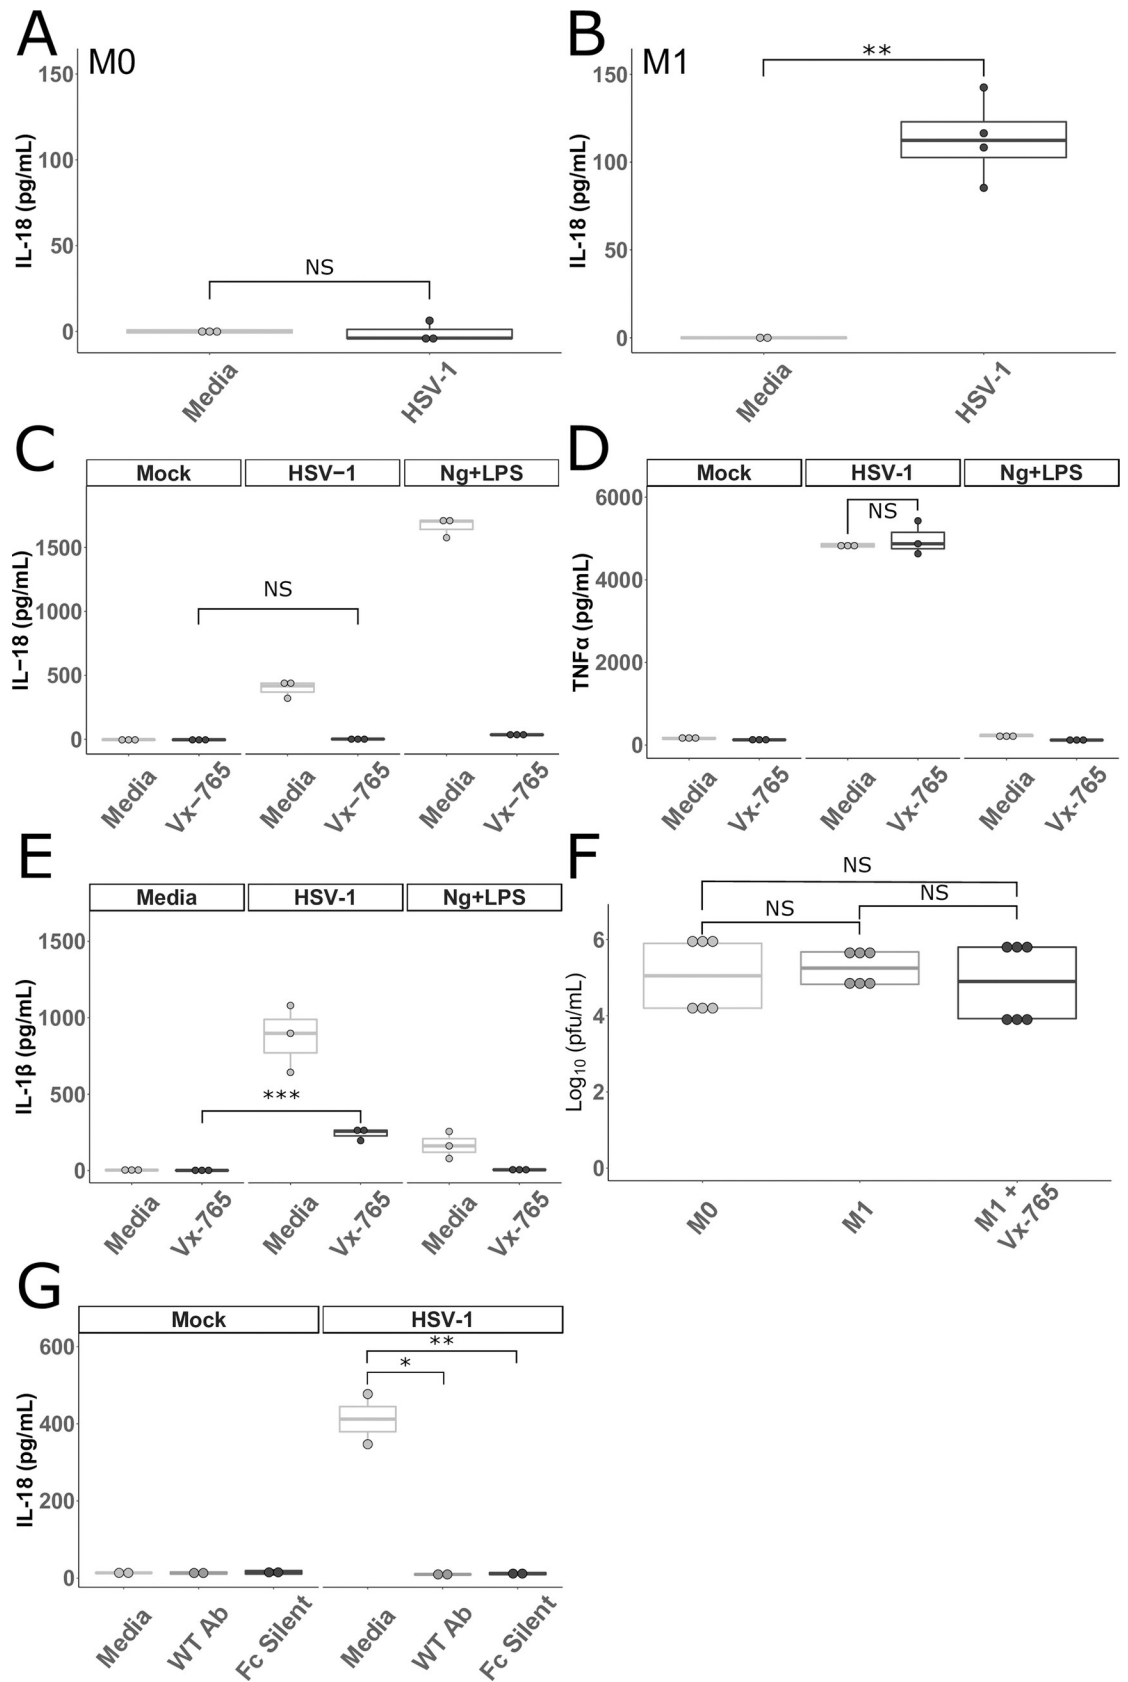 A
M0
IL-18 (pg/mL)
150
100
50
0
NS
Media
HSV-1
B
M1
IL-18 (pg/mL)
150
100
50
0
**
Media
HSV-1
C
Mock
HSV−1
Ng+LPS
IL−18 (pg/mL)
1500
1000
500
0
NS
Media
Vx−765
Media
Vx−765
Media
Vx−765
D
Mock
HSV-1
Ng+LPS
TNFα (pg/mL)
6000
4000
2000
0
NS
Media
Vx-765
Media
Vx-765
Media
Vx-765
E
Media
HSV-1
Ng+LPS
IL-1β (pg/mL)
1500
1000
500
0
***
Media
Vx-765
Media
Vx-765
Media
Vx-765
F
Log10 (pfu/mL)
6
4
2
0
NS
NS
NS
M0
M1
M1 +
Vx-765
G
Mock
HSV-1
IL-18 (pg/mL)
600
400
200
0
**
*
Media
WT Ab
Fc Silent
Media
WT Ab
Fc Silent